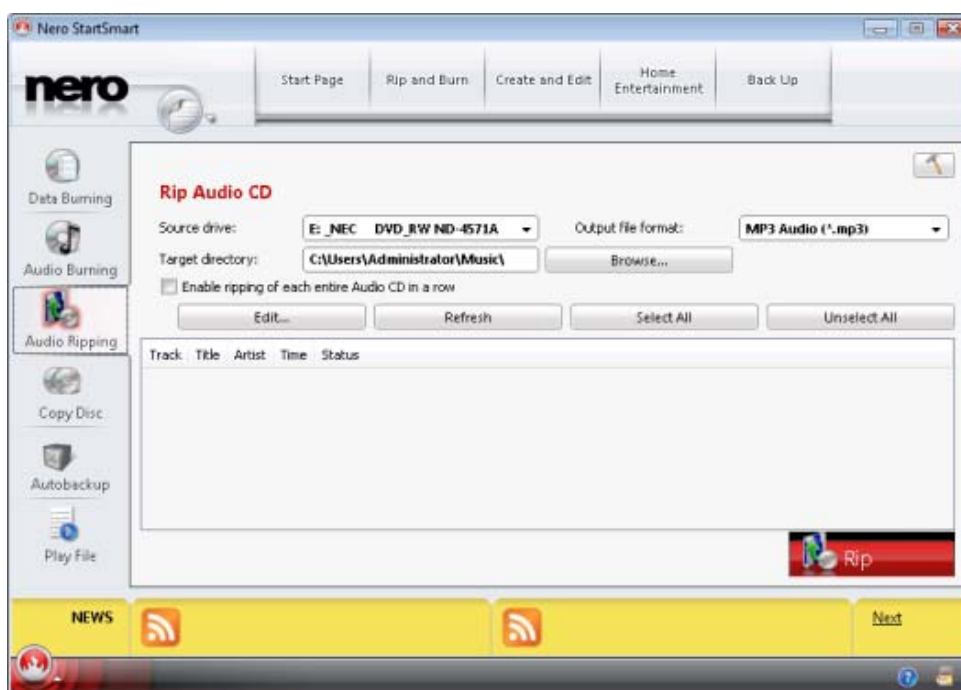 Nero StartSmart
nero
Start Page
Rip and Burn
Create and Edit
Home
Entertainment
Back Up
Data Burning
Audio Burning
Audio Ripping
Copy Disc
Autobackup
Play File
Rip Audio CD
Source drive:
E: _NEC DVD_RW ND-4571A
Output file format:
MP3 Audio (*.mp3)
Target directory:
C:\Users\Administrator\Music\
Browse...
Enable ripping of each entire Audio CD in a row
Edit...
Refresh
Select All
Unselect All
Track Title Artist Time Status
Rip
NEWS
Next